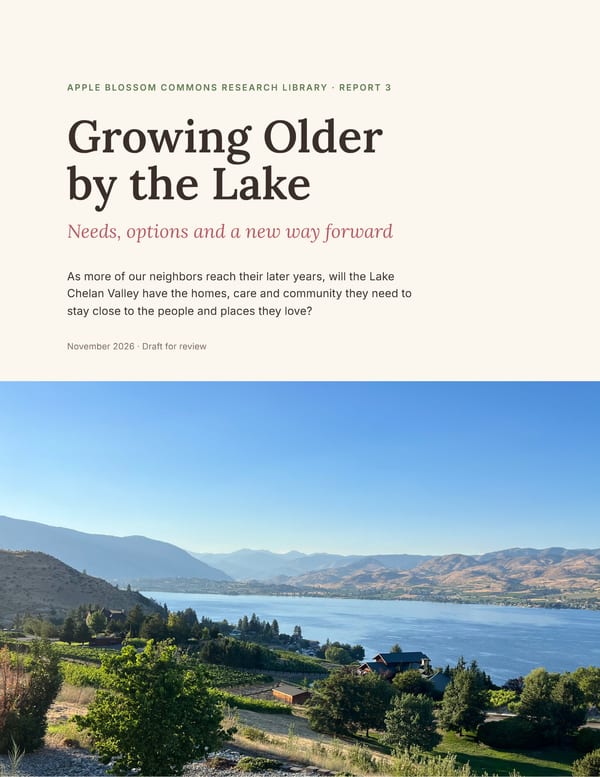 APPLE BLOSSOM COMMONS RESEARCH LIBRARY · REPORT 3
Growing Older
by the Lake
Needs, options and a new way forward
As more of our neighbors reach their later years, will the Lake
Chelan Valley have the homes, care and community they need to
stay close to the people and places they love?
November 2026 · Draft for review